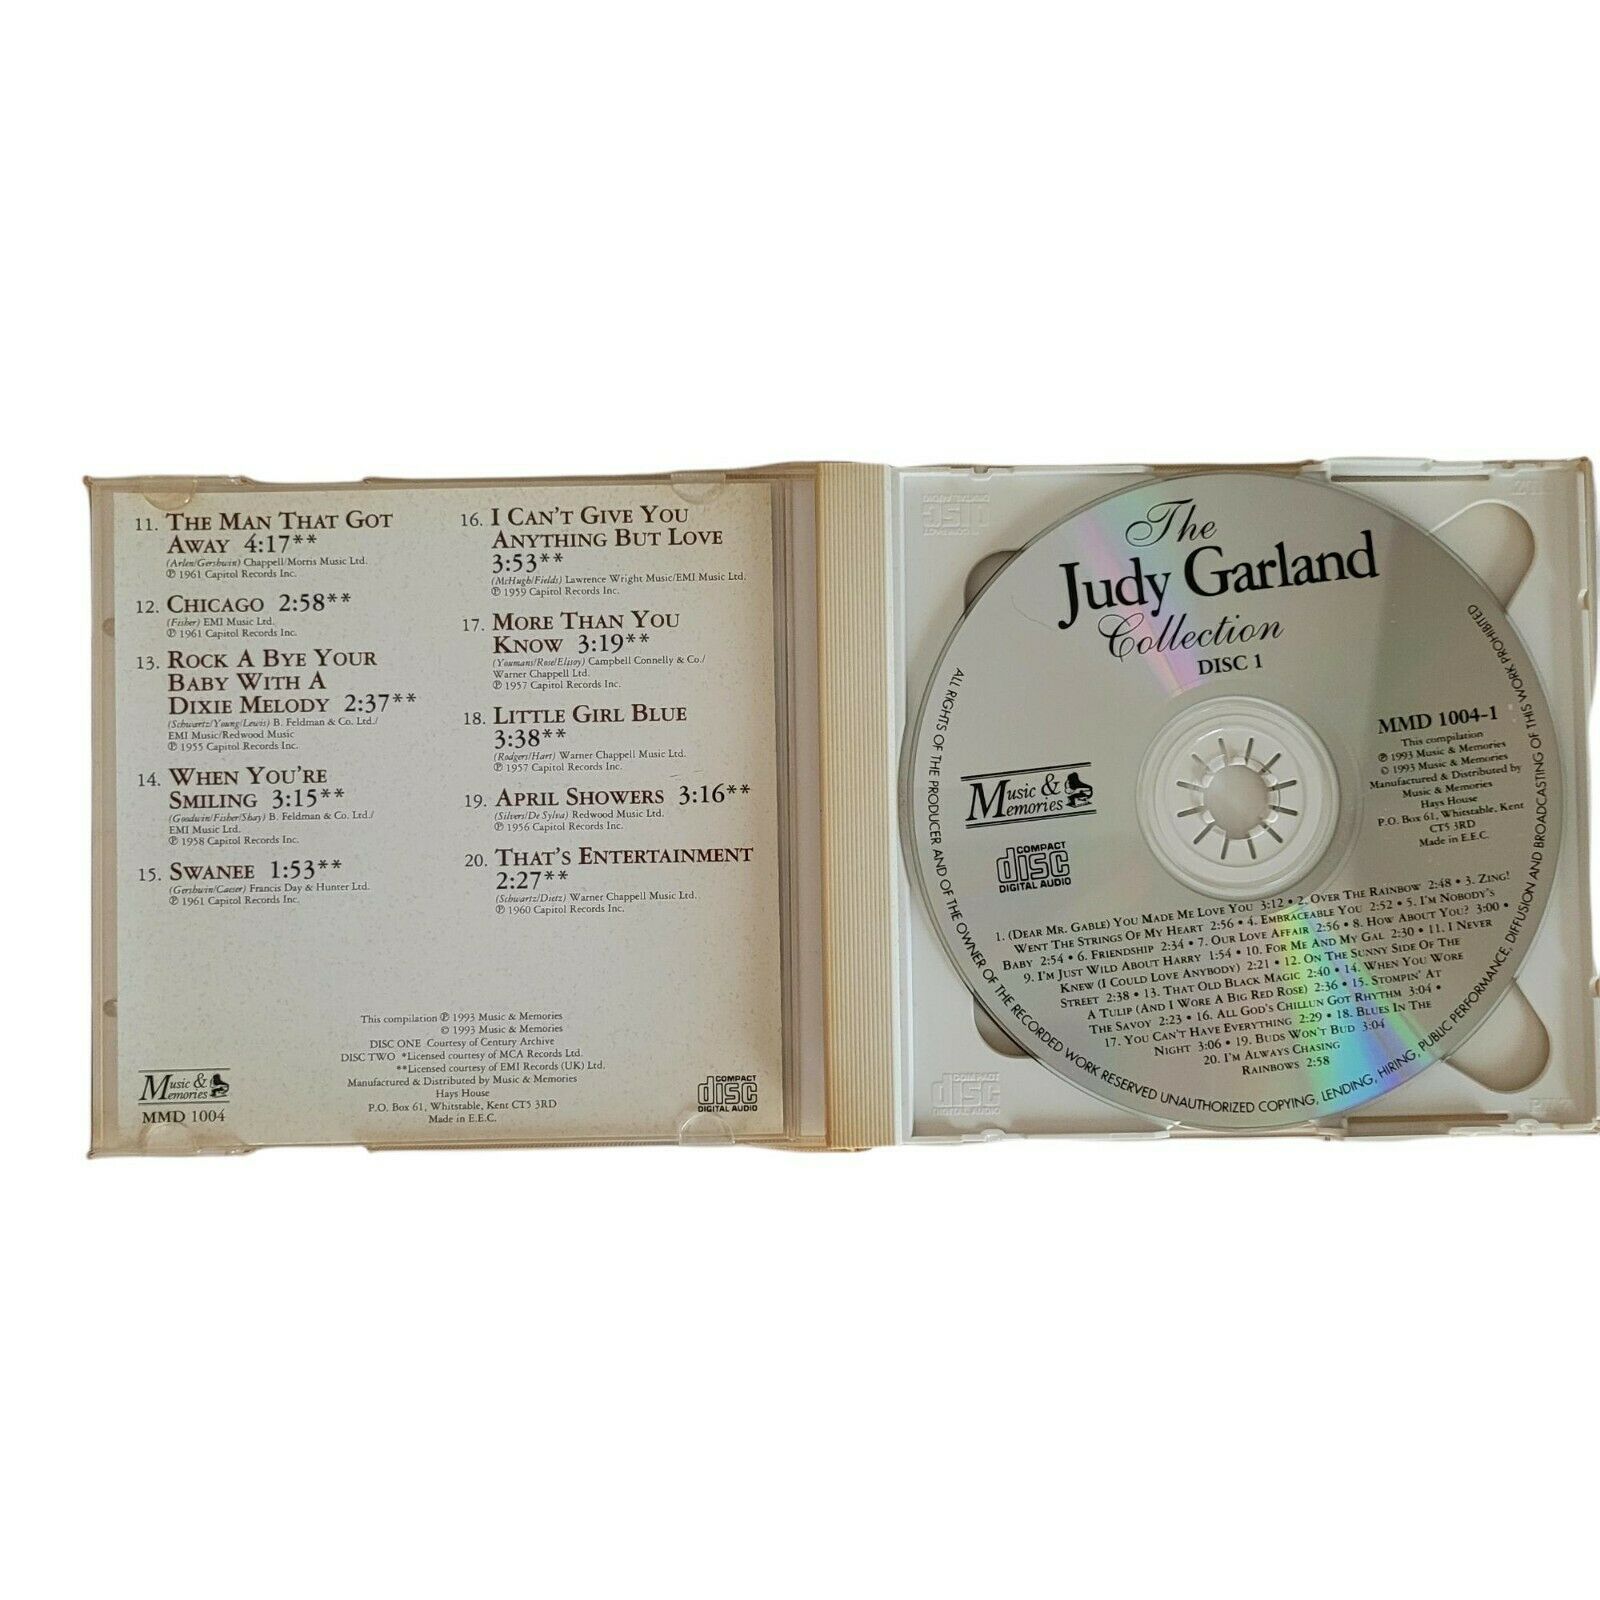 11. THE MAN THAT GOT
AWAY 4:17**
(Arlen/Gershwin) Chappell/Morris Music Ltd.
℗ 1961 Capitol Records Inc.
12. CHICAGO 2:58**
(Fisher) EMI Music Ltd.
℗ 1961 Capitol Records Inc.
13. ROCK A BYE YOUR
BABY WITH A
DIXIE MELODY 2:37**
(Schwartz/Young/Lewis) B. Feldman & Co. Ltd./
EMI Music/Redwood Music
℗ 1955 Capitol Records Inc.
14. WHEN YOU'RE
SMILING 3:15**
(Goodwin/Fisher/Shay) B. Feldman & Co. Ltd./
EMI Music Ltd.
℗ 1958 Capitol Records Inc.
15. SWANEE 1:53**
(Gershwin/Caeser) Francis Day & Hunter Ltd.
℗ 1961 Capitol Records Inc.
16. I CAN'T GIVE YOU
ANYTHING BUT LOVE
3:53**
(McHugh/Fields) Lawrence Wright Music/EMI Music Ltd.
℗ 1959 Capitol Records Inc.
17. MORE THAN YOU
KNOW 3:19**
(Youmans/Rose/Elisoy) Campbell Connelly & Co./
Warner Chappell Ltd.
℗ 1957 Capitol Records Inc.
18. LITTLE GIRL BLUE
3:38**
(Rodgers/Hart) Warner Chappell Music Ltd.
℗ 1957 Capitol Records Inc.
19. APRIL SHOWERS 3:16**
(Silvers/De Sylva) Redwood Music Ltd.
℗ 1956 Capitol Records Inc.
20. THAT'S ENTERTAINMENT
2:27**
(Schwartz/Dietz) Warner Chappell Music Ltd.
℗ 1960 Capitol Records Inc.
This compilation ℗ 1993 Music & Memories
© 1993 Music & Memories
DISC ONE Courtesy of Century Archive
DISC TWO *Licensed courtesy of MCA Records Ltd.
**Licensed courtesy of EMI Records (UK) Ltd.
Manufactured & Distributed by Music & Memories
Hays House
P.O. Box 61, Whitstable, Kent CT5 3RD
Made in E.E.C.
Music &
Memories
MMD 1004
COMPACT
disc
DIGITAL AUDIO
The
Judy Garland
Collection
DISC 1
MMD 1004-1
This compilation
℗ 1993 Music & Memories
© 1993 Music & Memories
Manufactured & Distributed by
Music & Memories
Hays House
P.O. Box 61, Whitstable, Kent
CT5 3RD
Made in E.E.C.
Music &
Memories
COMPACT
disc
DIGITAL AUDIO
1. (DEAR MR. GABLE) YOU MADE ME LOVE YOU 3:12 • 2. OVER THE RAINBOW 2:48 • 3. ZING!
WENT THE STRINGS OF MY HEART 2:56 • 4. EMBRACEABLE YOU 2:52 • 5. I'M NOBODY'S
BABY 2:54 • 6. FRIENDSHIP 2:34 • 7. OUR LOVE AFFAIR 2:56 • 8. HOW ABOUT YOU? 3:00 •
9. I'M JUST WILD ABOUT HARRY 1:54 • 10. FOR ME AND MY GAL 2:30 • 11. I NEVER
KNEW (I COULD LOVE ANYBODY) 2:21 • 12. ON THE SUNNY SIDE OF THE
STREET 2:38 • 13. THAT OLD BLACK MAGIC 2:40 • 14. WHEN YOU WORE
A TULIP (AND I WORE A BIG RED ROSE) 2:36 • 15. STOMPIN' AT
THE SAVOY 2:23 • 16. ALL GOD'S CHILLUN GOT RHYTHM 3:04 •
17. YOU CAN'T HAVE EVERYTHING 2:29 • 18. BLUES IN THE
NIGHT 3:06 • 19. BUDS WON'T BUD 3:04
20. I'M ALWAYS CHASING
RAINBOWS 2:58
ALL RIGHTS OF THE PRODUCER AND OF THE OWNER OF THE RECORDED WORK RESERVED UNAUTHORIZED COPYING, LENDING, HIRING, PUBLIC PERFORMANCE, DIFFUSION AND BROADCASTING OF THIS WORK PROHIBITED
COMPACT
disc
DIGITAL AUDIO
COMPACT
disc
DIGITAL AUDIO